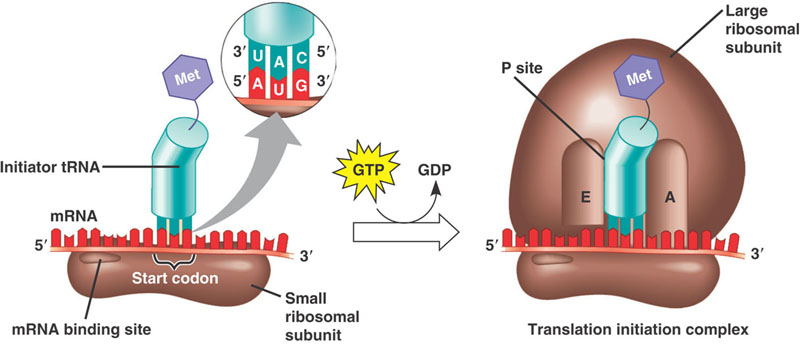 Met
3′ U A C 5′
5′ A U G 3′
Initiator tRNA
mRNA
5′
3′
Start codon
mRNA binding site
Small
ribosomal
subunit
GTP
GDP
Large
ribosomal
subunit
P site
Met
E
A
5′
3′
Translation initiation complex